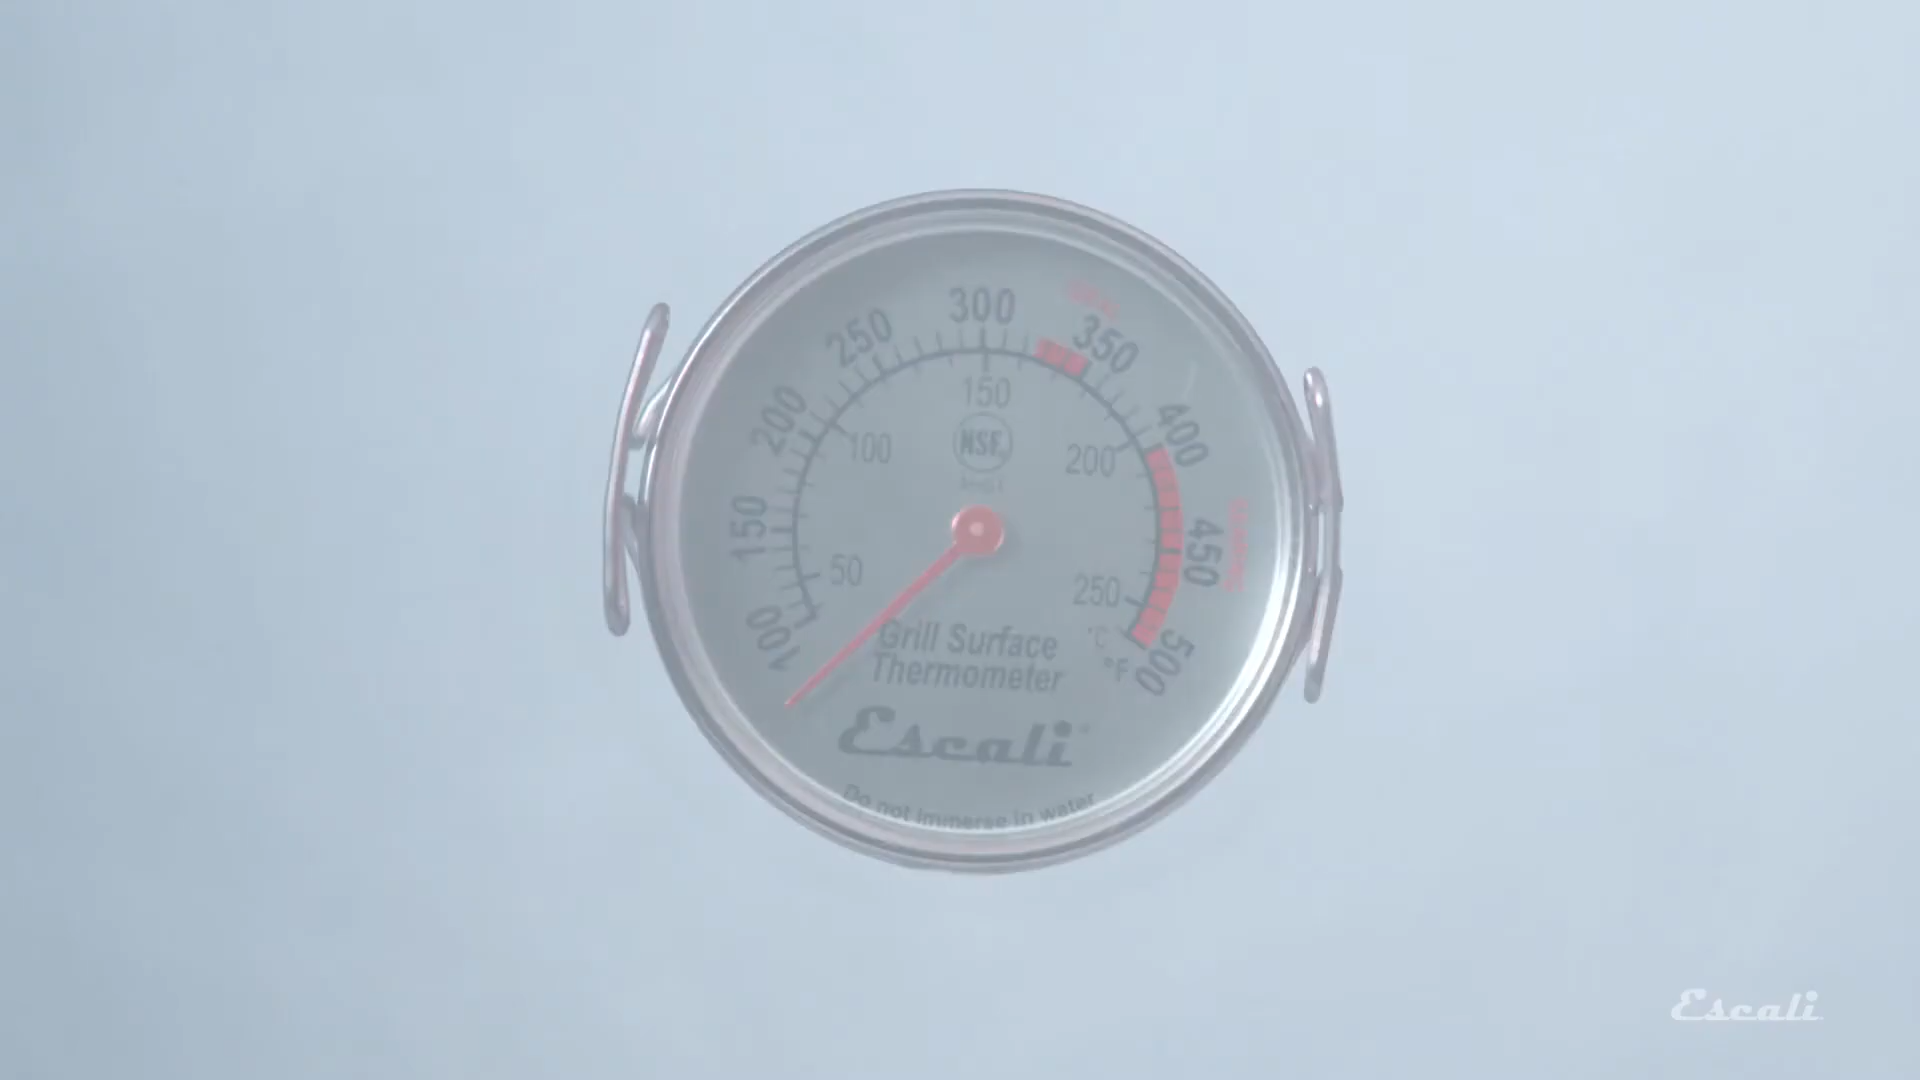 300
250
350
200
400
150
450
100
500
150
100
200
50
250
NSF
°C
°F
Grill Surface
Thermometer
Escali
Do not immerse in water
Escali